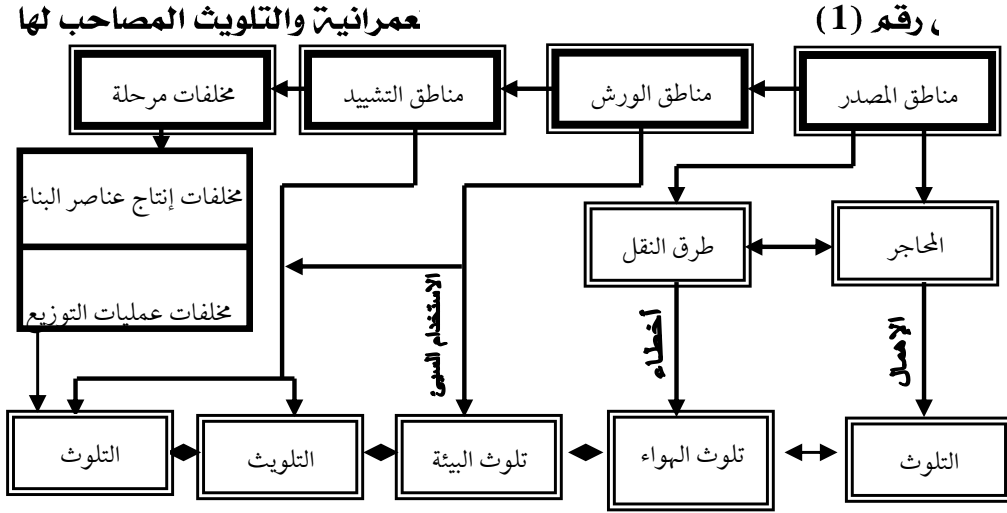 رقم (1)
عمرانية والتلويث المصاحب لها
مناطق المصدر
مناطق الورش
مناطق التشييد
مخلفات مرحلة
مخلفات إنتاج عناصر البناء
مخلفات عمليات التوزيع
المحاجر
طرق النقل
الإهمال
أخطاء
الاستخدام السيئ
التلوث
تلوث الهواء
تلوث البيئة
التلويث
التلوث